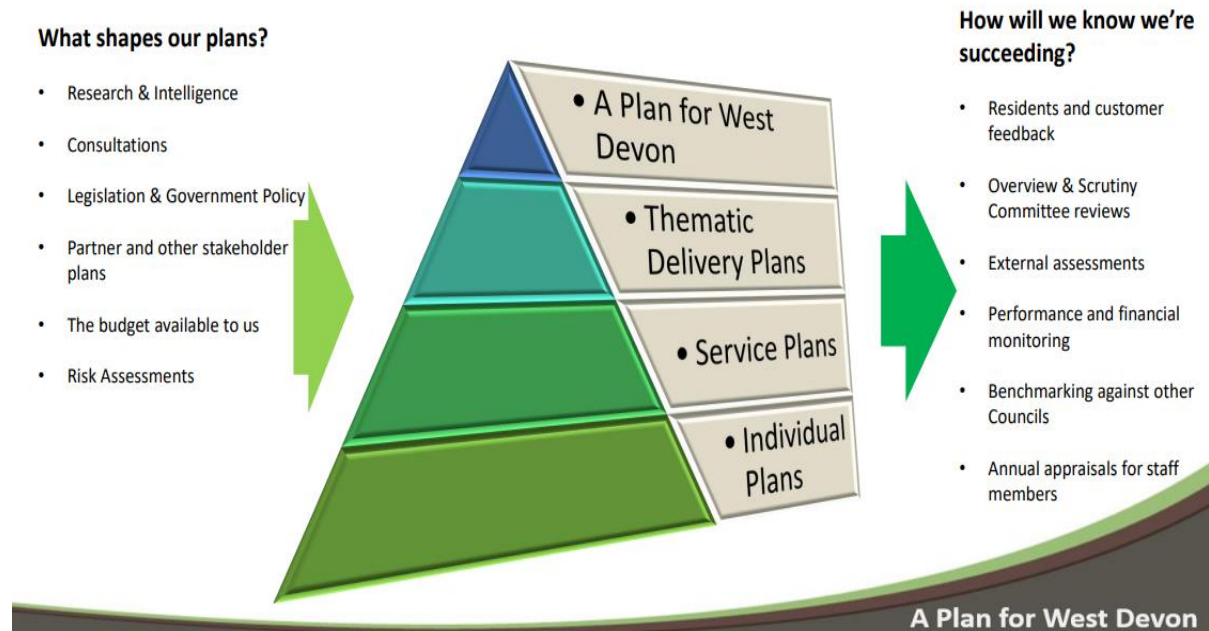 What shapes our plans?
• Research & Intelligence
• Consultations
• Legislation & Government Policy
• Partner and other stakeholder
plans
• The budget available to us
• Risk Assessments
• A Plan for West
Devon
• Thematic
Delivery Plans
• Service Plans
• Individual
Plans
How will we know we’re
succeeding?
• Residents and customer
feedback
• Overview & Scrutiny
Committee reviews
• External assessments
• Performance and financial
monitoring
• Benchmarking against other
Councils
• Annual appraisals for staff
members
A Plan for West Devon